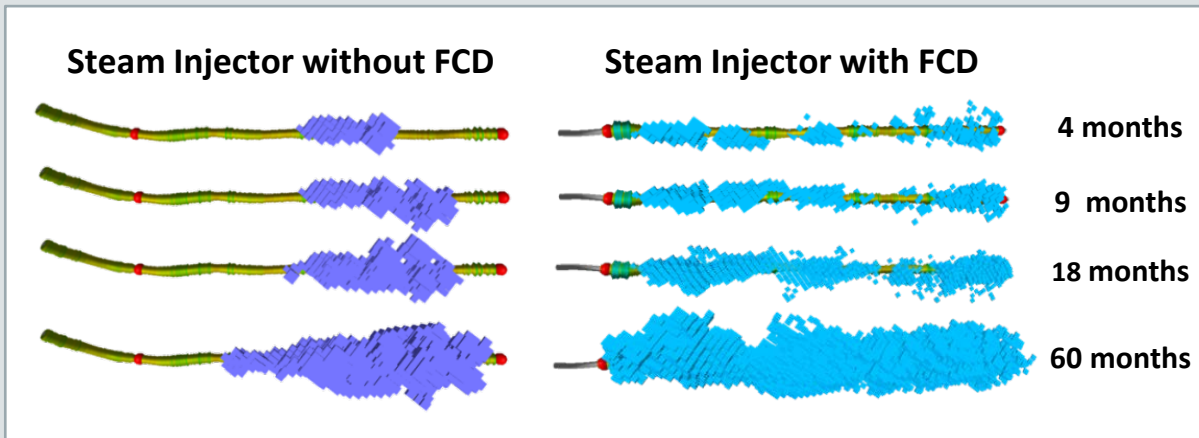 Steam Injector without FCD
Steam Injector with FCD
4 months
9 months
18 months
60 months